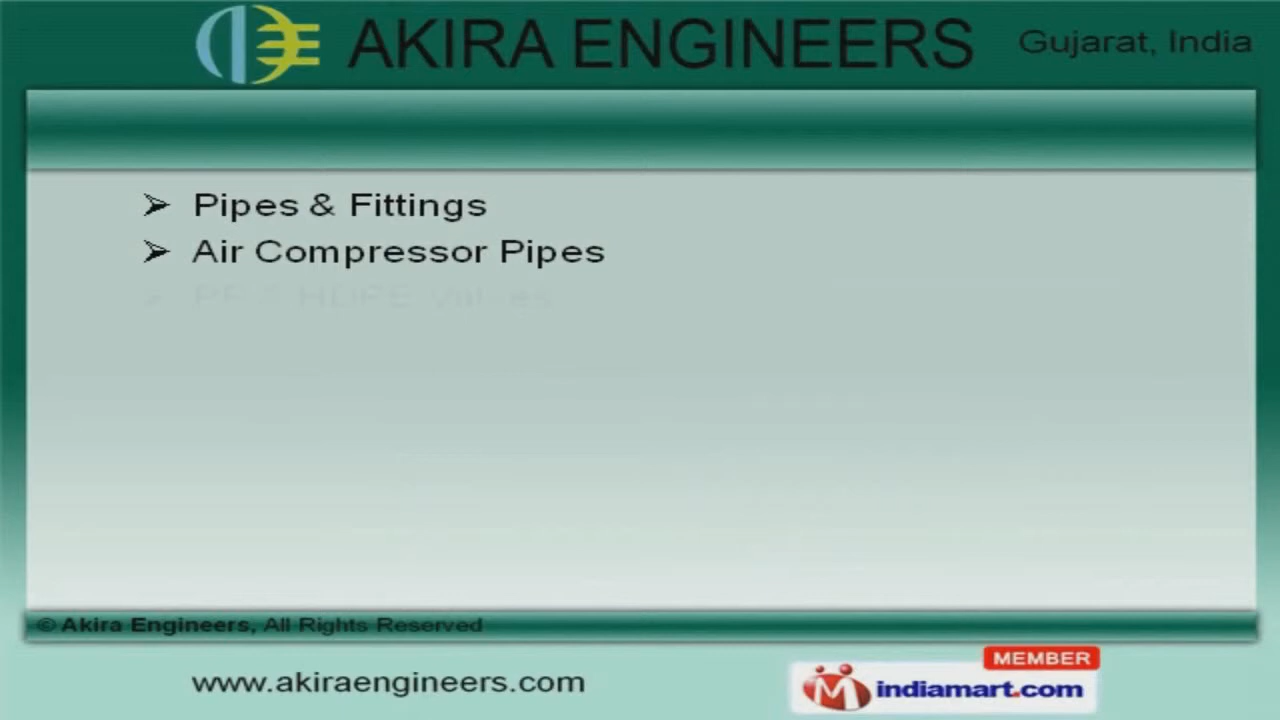 AKIRA ENGINEERS
Gujarat, India
Pipes & Fittings
Air Compressor Pipes
HDPE
© Akira Engineers, All Rights Reserved
www.akiraengineers.com
MEMBER
indiamart.com